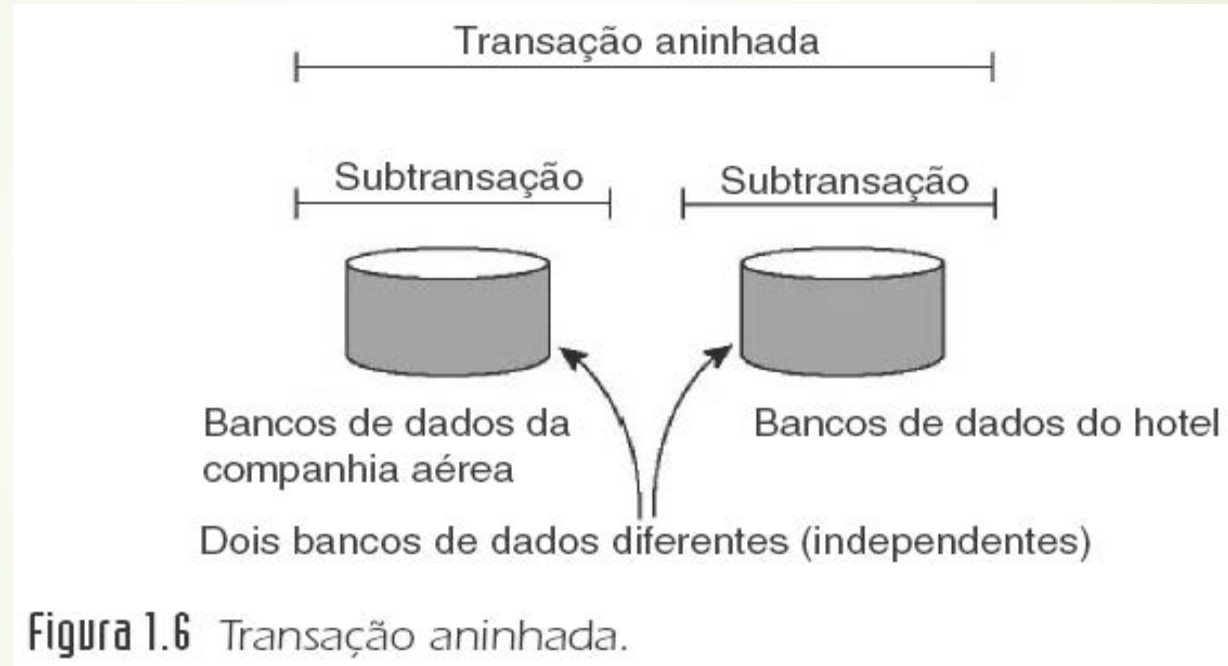 Transação aninhada
Subtransação
Subtransação
Bancos de dados da
companhia aérea
Bancos de dados do hotel
Dois bancos de dados diferentes (independentes)
Figura 1.6 Transação aninhada.